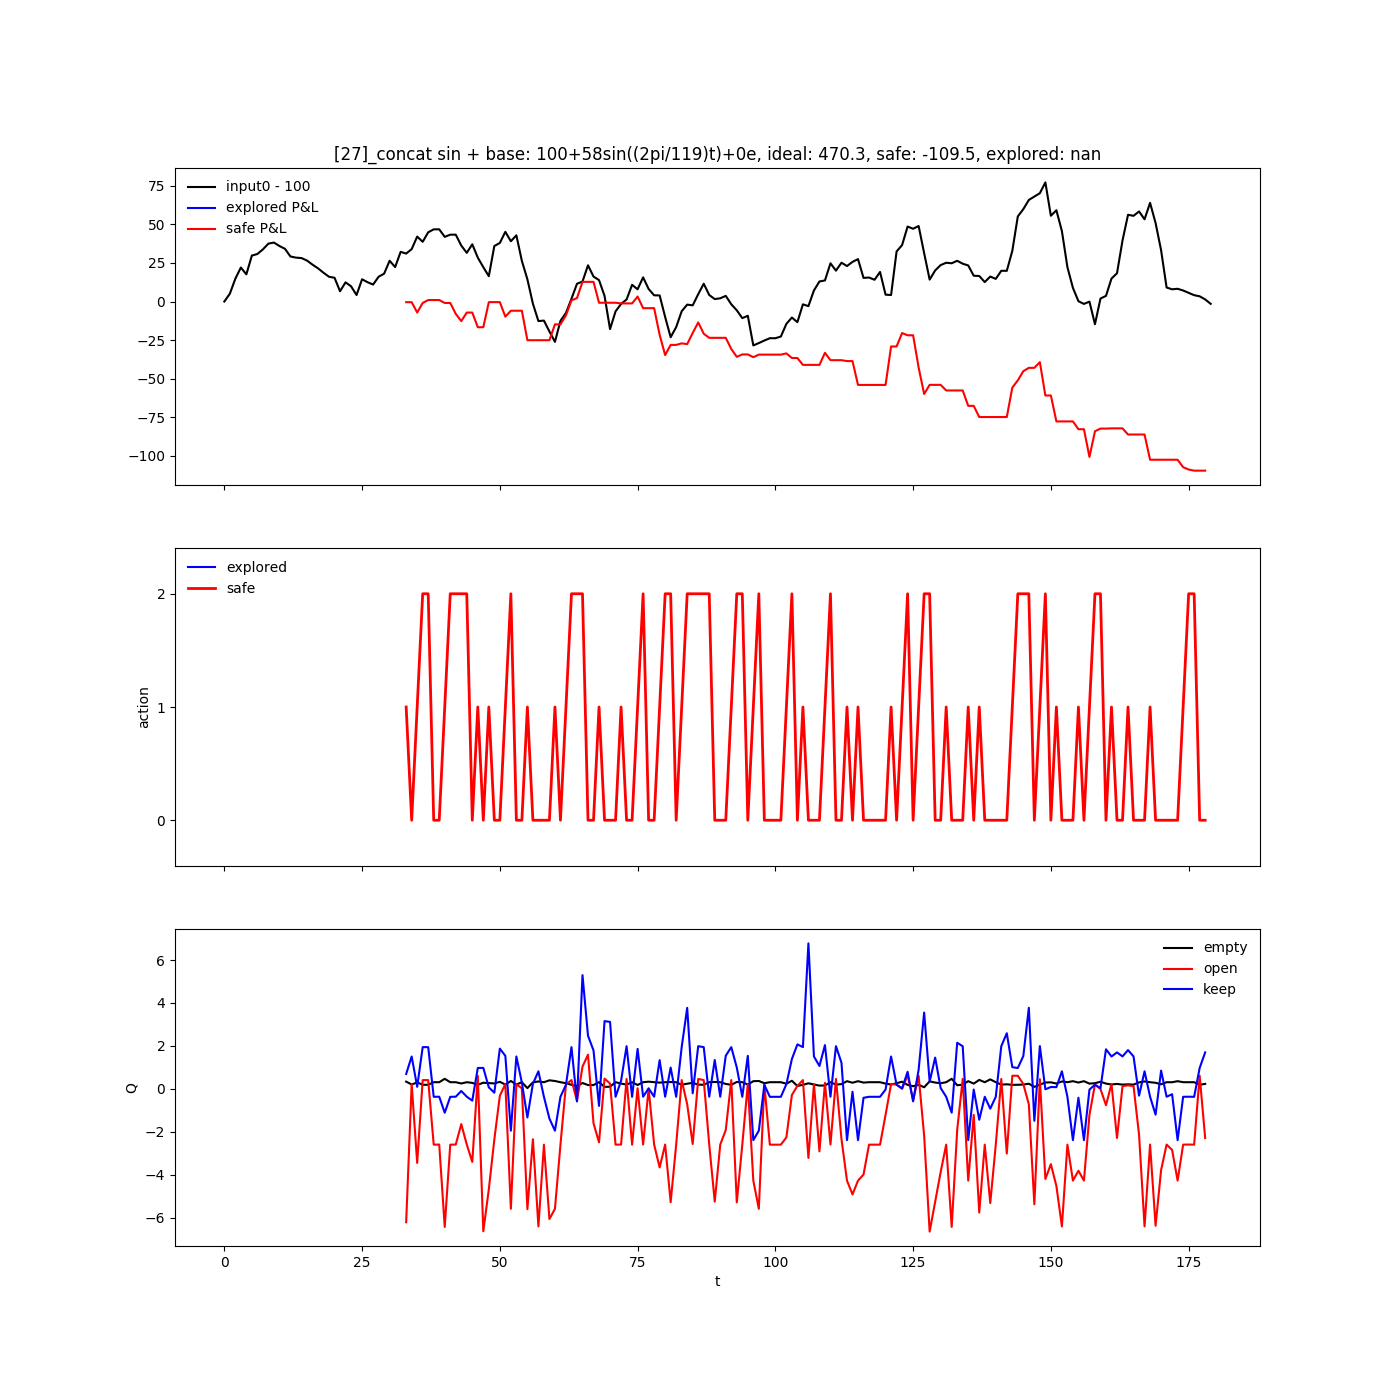 [27]_concat sin + base: 100+58sin((2pi/119)t)+0e, ideal: 470.3, safe: -109.5, explored: nan
input0 - 100
explored P&L
safe P&L
75
50
25
0
−25
−50
−75
−100
explored
safe
action
2
1
0
empty
open
keep
Q
6
4
2
0
−2
−4
−6
0 25 50 75 100 125 150 175
t